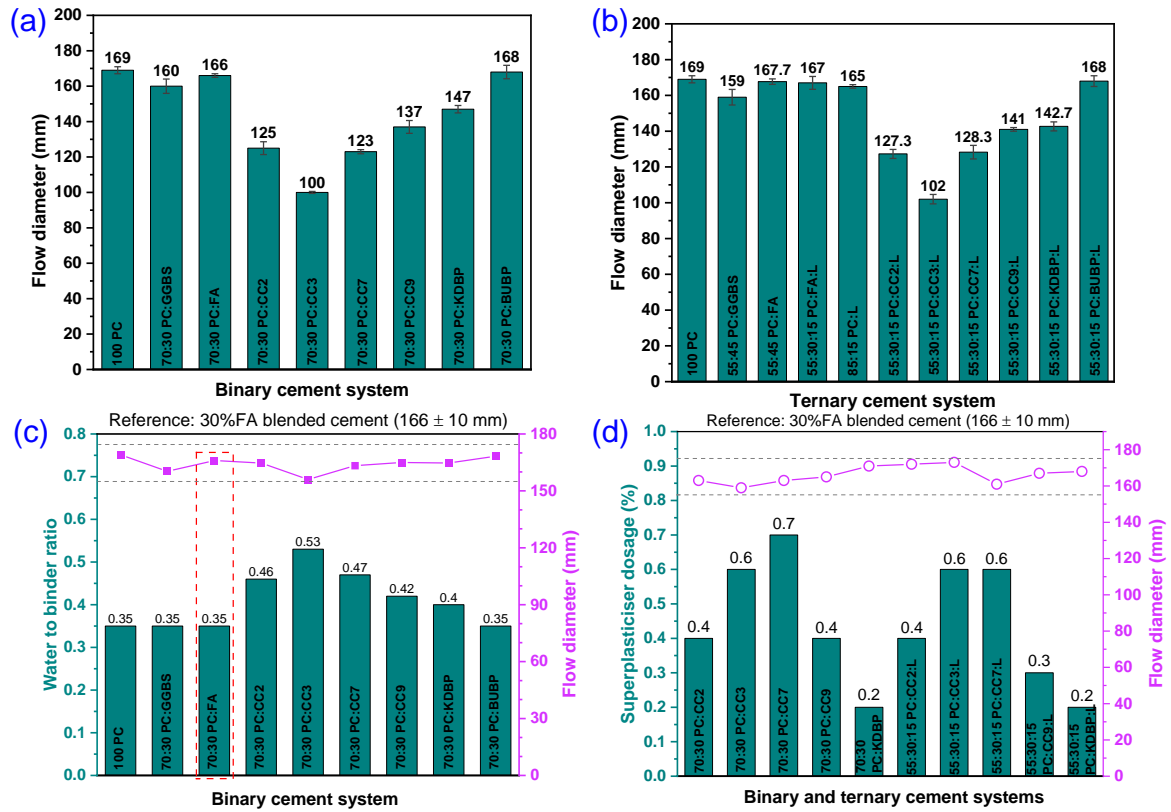 (a)
200
180
160
140
120
100
80
60
40
20
0
Flow diameter (mm)
169
160
166
125
100
123
137
147
168
100 PC
70:30 PC:GGBS
70:30 PC:FA
70:30 PC:CC2
70:30 PC:CC3
70:30 PC:CC7
70:30 PC:CC9
70:30 PC:KDBP
70:30 PC:BUBP
Binary cement system
(b)
200
180
160
140
120
100
80
60
40
20
0
Flow diameter (mm)
169
159
167.7
167
165
127.3
102
128.3
141
142.7
168
100 PC
55:45 PC:GGBS
55:45 PC:FA
55:30:15 PC:FA:L
85:15 PC:L
55:30:15 PC:CC2:L
55:30:15 PC:CC3:L
55:30:15 PC:CC7:L
55:30:15 PC:CC9:L
55:30:15 PC:KDBP:L
55:30:15 PC:BUBP:L
Ternary cement system
(c)
Reference: 30%FA blended cement (166 ± 10 mm)
0.8
0.7
0.6
0.5
0.4
0.3
0.2
0.1
0.0
Water to binder ratio
0.35
0.35
0.35
0.46
0.53
0.47
0.42
0.4
0.35
100 PC
70:30 PC:GGBS
70:30 PC:FA
70:30 PC:CC2
70:30 PC:CC3
70:30 PC:CC7
70:30 PC:CC9
70:30 PC:KDBP
70:30 PC:BUBP
180
150
120
90
60
30
0
Flow diameter (mm)
Binary cement system
(d)
Reference: 30%FA blended cement (166 ± 10 mm)
1.0
0.9
0.8
0.7
0.6
0.5
0.4
0.3
0.2
0.1
0.0
Superplasticiser dosage (%)
0.4
0.6
0.7
0.4
0.2
0.4
0.6
0.6
0.3
0.2
70:30 PC:CC2
70:30 PC:CC3
70:30 PC:CC7
70:30 PC:CC9
70:30
PC:KDBP
55:30:15 PC:CC2:L
55:30:15 PC:CC3:L
55:30:15 PC:CC7:L
55:30:15
PC:CC9:L
55:30:15
PC:KDBP:L
180
160
140
120
100
80
60
40
20
0
Flow diameter (mm)
Binary and ternary cement systems